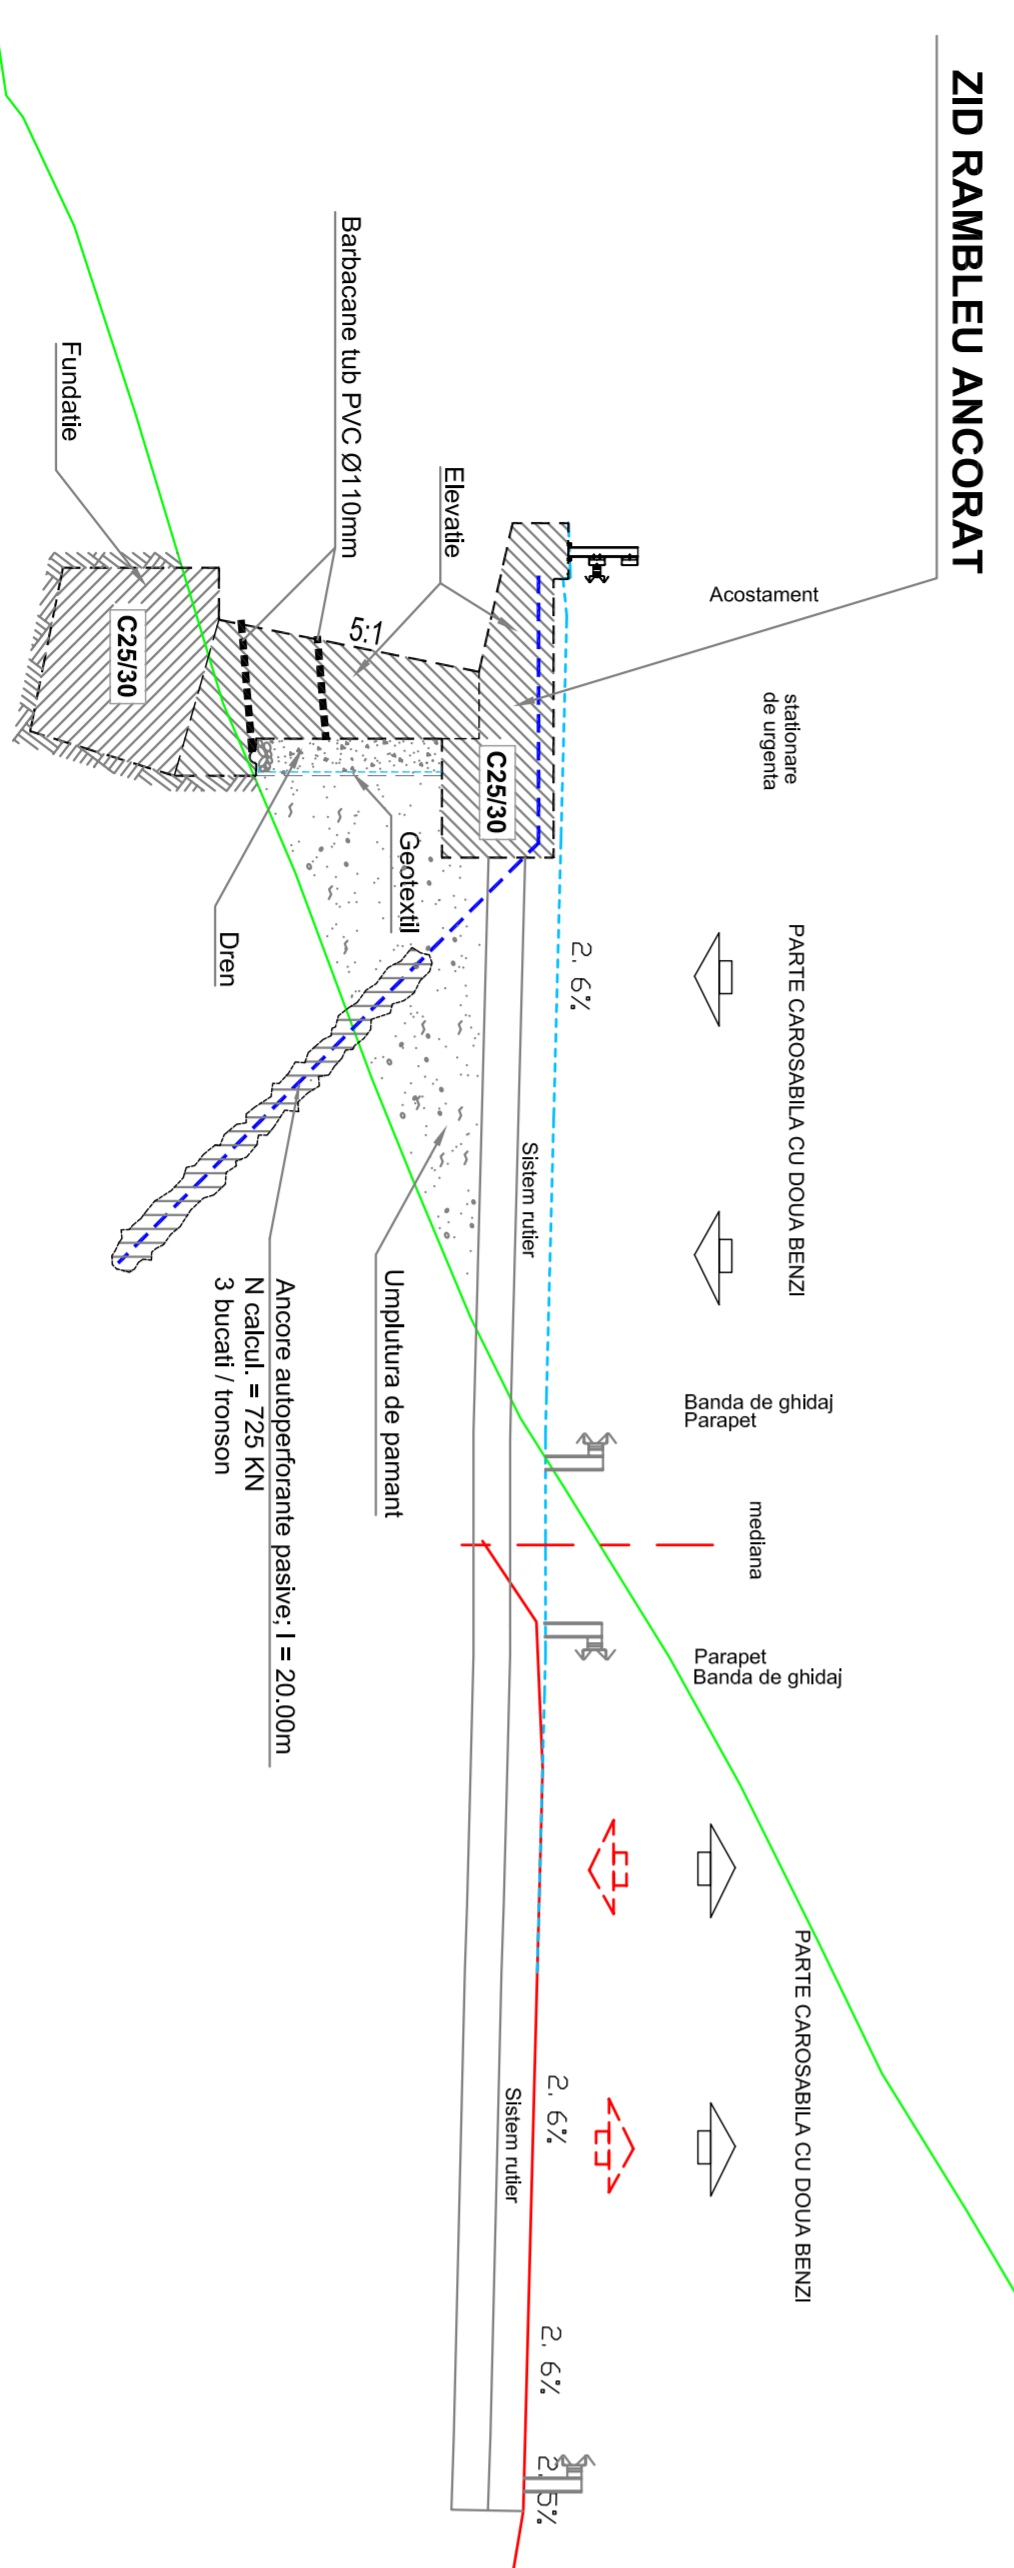 ZID RAMBLEU ANCORAT
Acostament
stationare
de urgenta
PARTE CAROSABILA CU DOUA BENZI
Banda de ghidaj
Parapet
mediana
Parapet
Banda de ghidaj
PARTE CAROSABILA CU DOUA BENZI
Barbacane tub PVC Ø110mm
Elevatie
Fundatie
5:1
C25/30
C25/30
Geotextil
Dren
2.6%
Sistem rutier
Umplutura de pamant
Ancore autoperforante pasive; l = 20.00m
N calcul. = 725 KN
3 bucati / tronson
2.6%
Sistem rutier
2.6%
2.5%